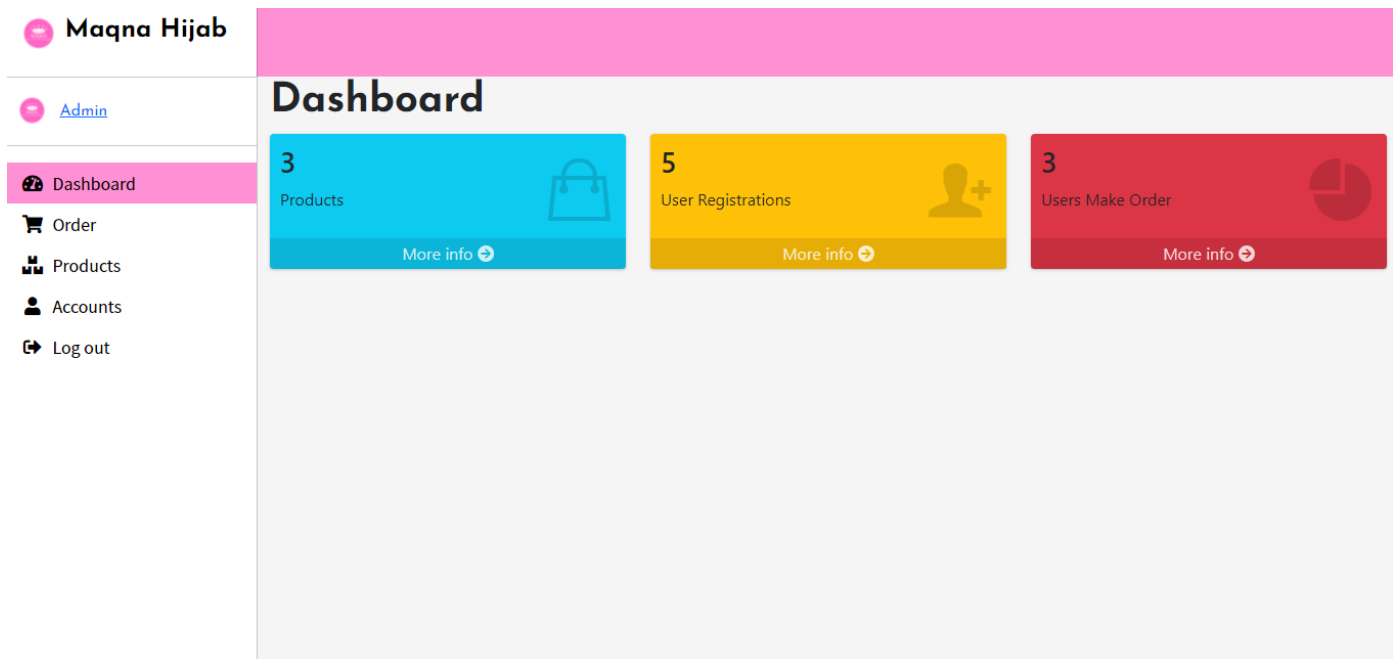 Maqna Hijab
Admin
Dashboard
Order
Products
Accounts
Log out
Dashboard
3
Products
More info
5
User Registrations
More info
3
Users Make Order
More info